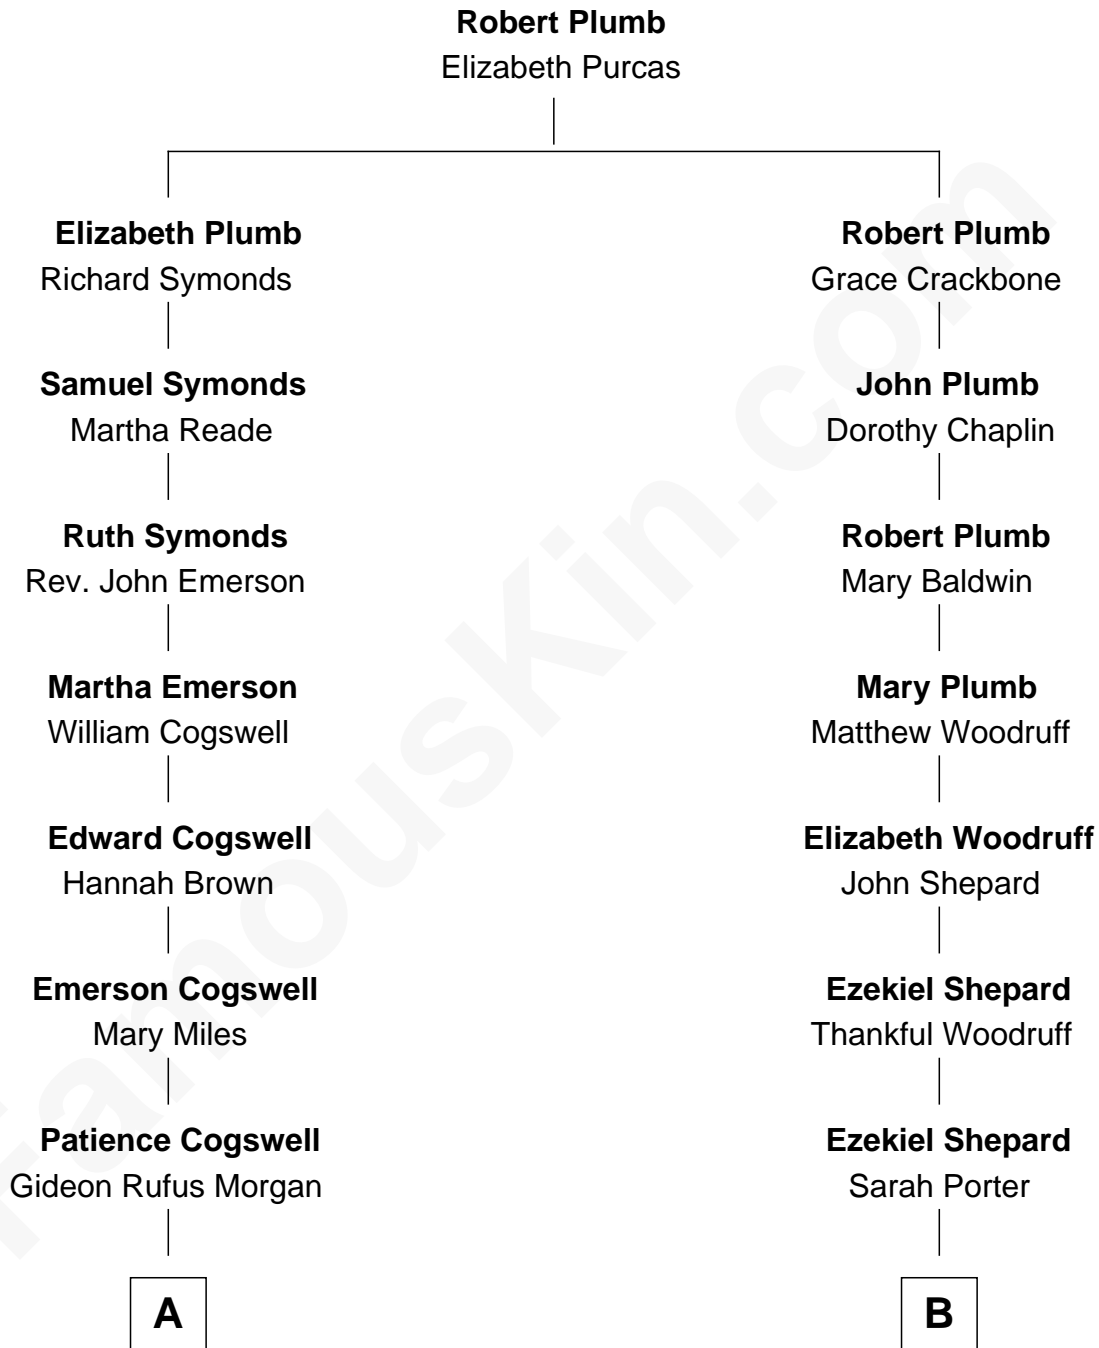 Robert Plumb
Elizabeth Purcas
Elizabeth Plumb
Richard Symonds
Robert Plumb
Grace Crackbone
Samuel Symonds
Martha Reade
John Plumb
Dorothy Chaplin
Ruth Symonds
Rev. John Emerson
Robert Plumb
Mary Baldwin
Martha Emerson
William Cogswell
Mary Plumb
Matthew Woodruff
Edward Cogswell
Hannah Brown
Elizabeth Woodruff
John Shepard
Emerson Cogswell
Mary Miles
Ezekiel Shepard
Thankful Woodruff
Patience Cogswell
Gideon Rufus Morgan
Ezekiel Shepard
Sarah Porter
A
B
FamousKin.com